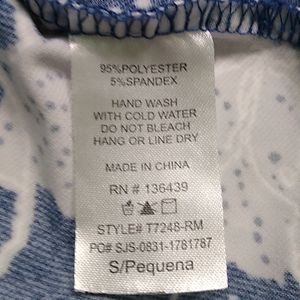 95%POLYESTER
5%SPANDEX
HAND WASH
WITH COLD WATER
DO NOT BLEACH
HANG OR LINE DRY
MADE IN CHINA
RN # 136439
STYLE# T7248-RM
PO# SJS-0831-1781787
S/Pequena